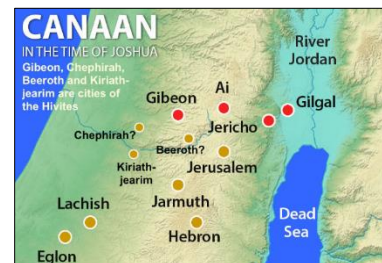 CANAAN
IN THE TIME OF JOSHUA
Gibeon, Chephirah,
Beeroth and Kiriath-
jearim are cities of
the Hivites
River
Jordan
Ai
Gibeon
Gilgal
Jericho
Chephirah?
Beeroth?
Kiriath-
jearim
Jerusalem
Jarmuth
Lachish
Hebron
Dead
Sea
Eglon